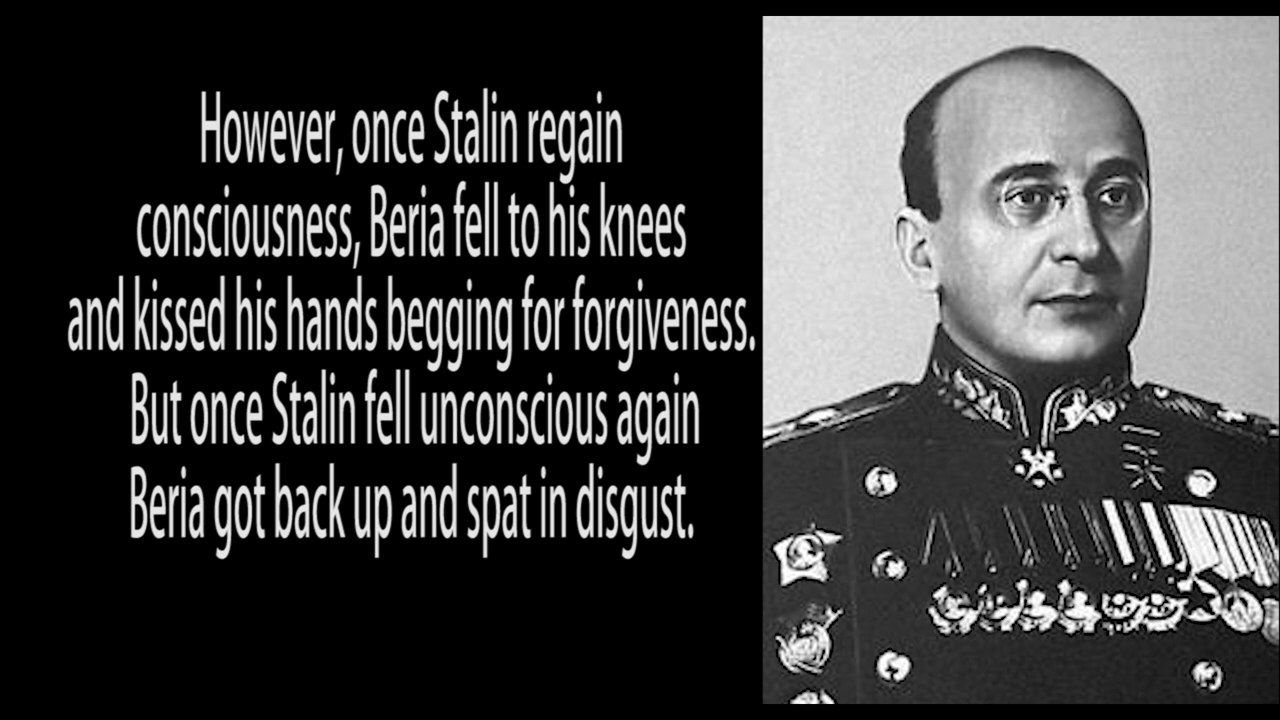 However, once Stalin regain
consciousness, Beria fell to his knees
and kissed his hands begging for forgiveness.
But once Stalin fell unconscious again
Beria got back up and spat in disgust.